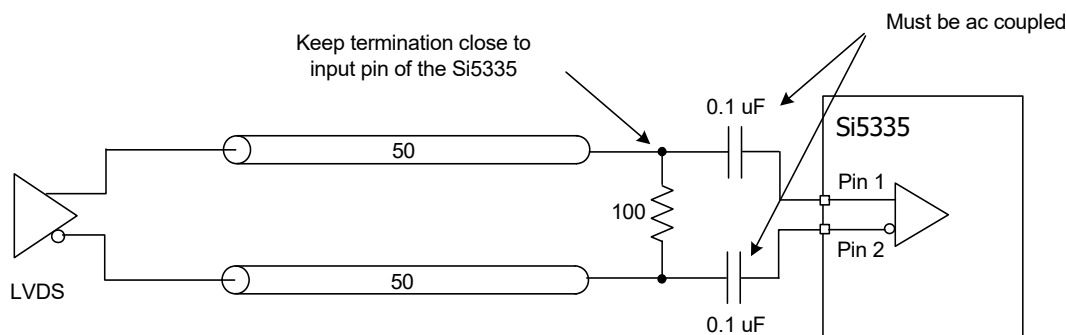 Must be ac coupled
Keep termination close to
input pin of the Si5335
0.1 uF
Si5335
50
Pin 1
100
Pin 2
50
LVDS
0.1 uF